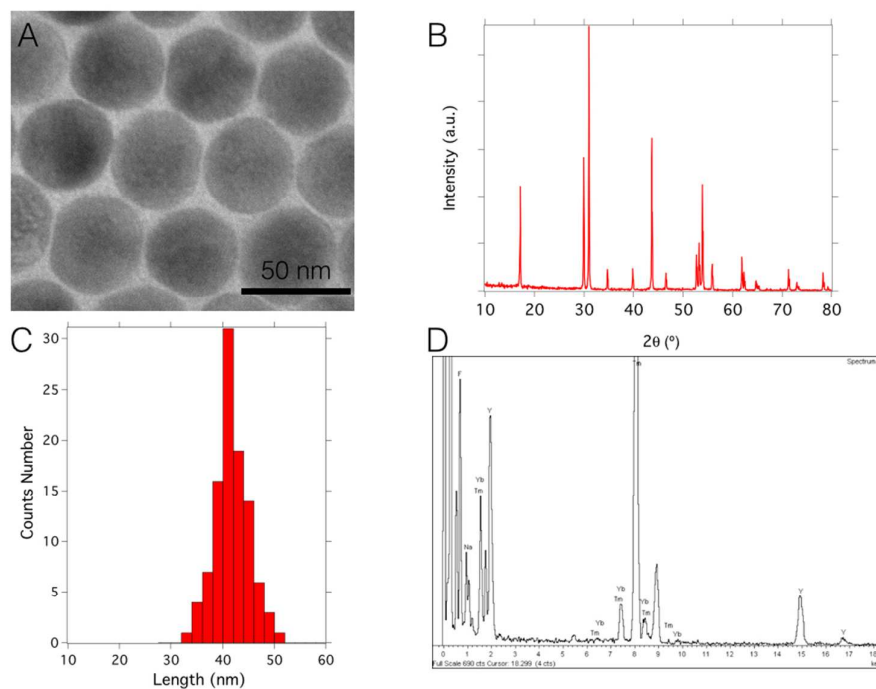 A
50 nm
B
Intensity (a.u.)
10 20 30 40 50 60 70 80
2θ (º)
C
Counts Number
30
25
20
15
10
5
0
10 20 30 40 50 60
Length (nm)
D
Spectrum
Tm
F
Y
Yb
Tm
Na
Yb
Tm
Yb
Tm
Yb
Tm
Tm
Yb
Y
Y
0 1 2 3 4 5 6 7 8 9 10 11 12 13 14 15 16 17 18
Full Scale 690 cts Cursor: 18.299 (4 cts)